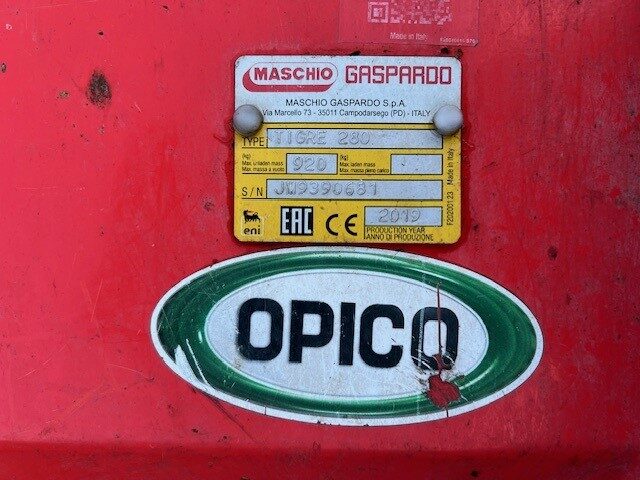 Made in Italy
MASCHIO GASPARDO
MASCHIO GASPARDO S.p.A.
Via Marcello 73 - 35011 Campodarsego (PD) - ITALY
TYPE TIGRE 280
(kg) Max. unladen mass Max. massa a vuoto 920 (kg) Max. laden mass Max. massa pieno carico
S/N JW9390681
Made in Italy
F20200123
eni EAC CE 2019
PRODUCTION YEAR
ANNO DI PRODUZIONE
OPICO